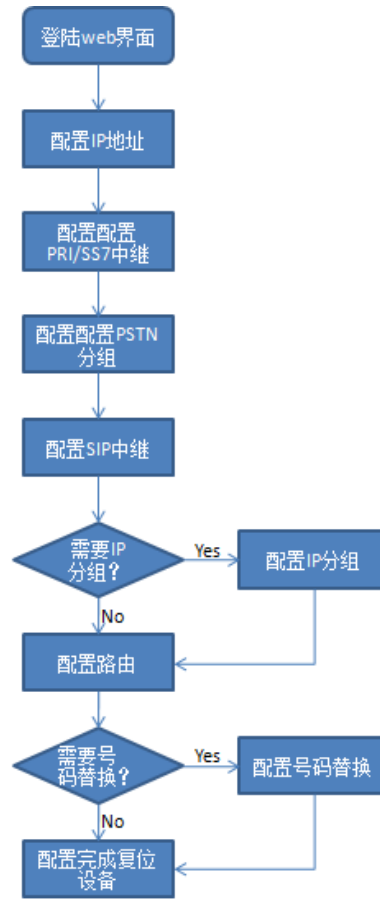 登陆web界面
配置IP地址
配置配置
PRI/SS7中继
配置配置PSTN
分组
配置SIP中继
需要IP
分组？
Yes
配置IP分组
No
配置路由
需要号
码替换？
Yes
配置号码替换
No
配置完成复位
设备